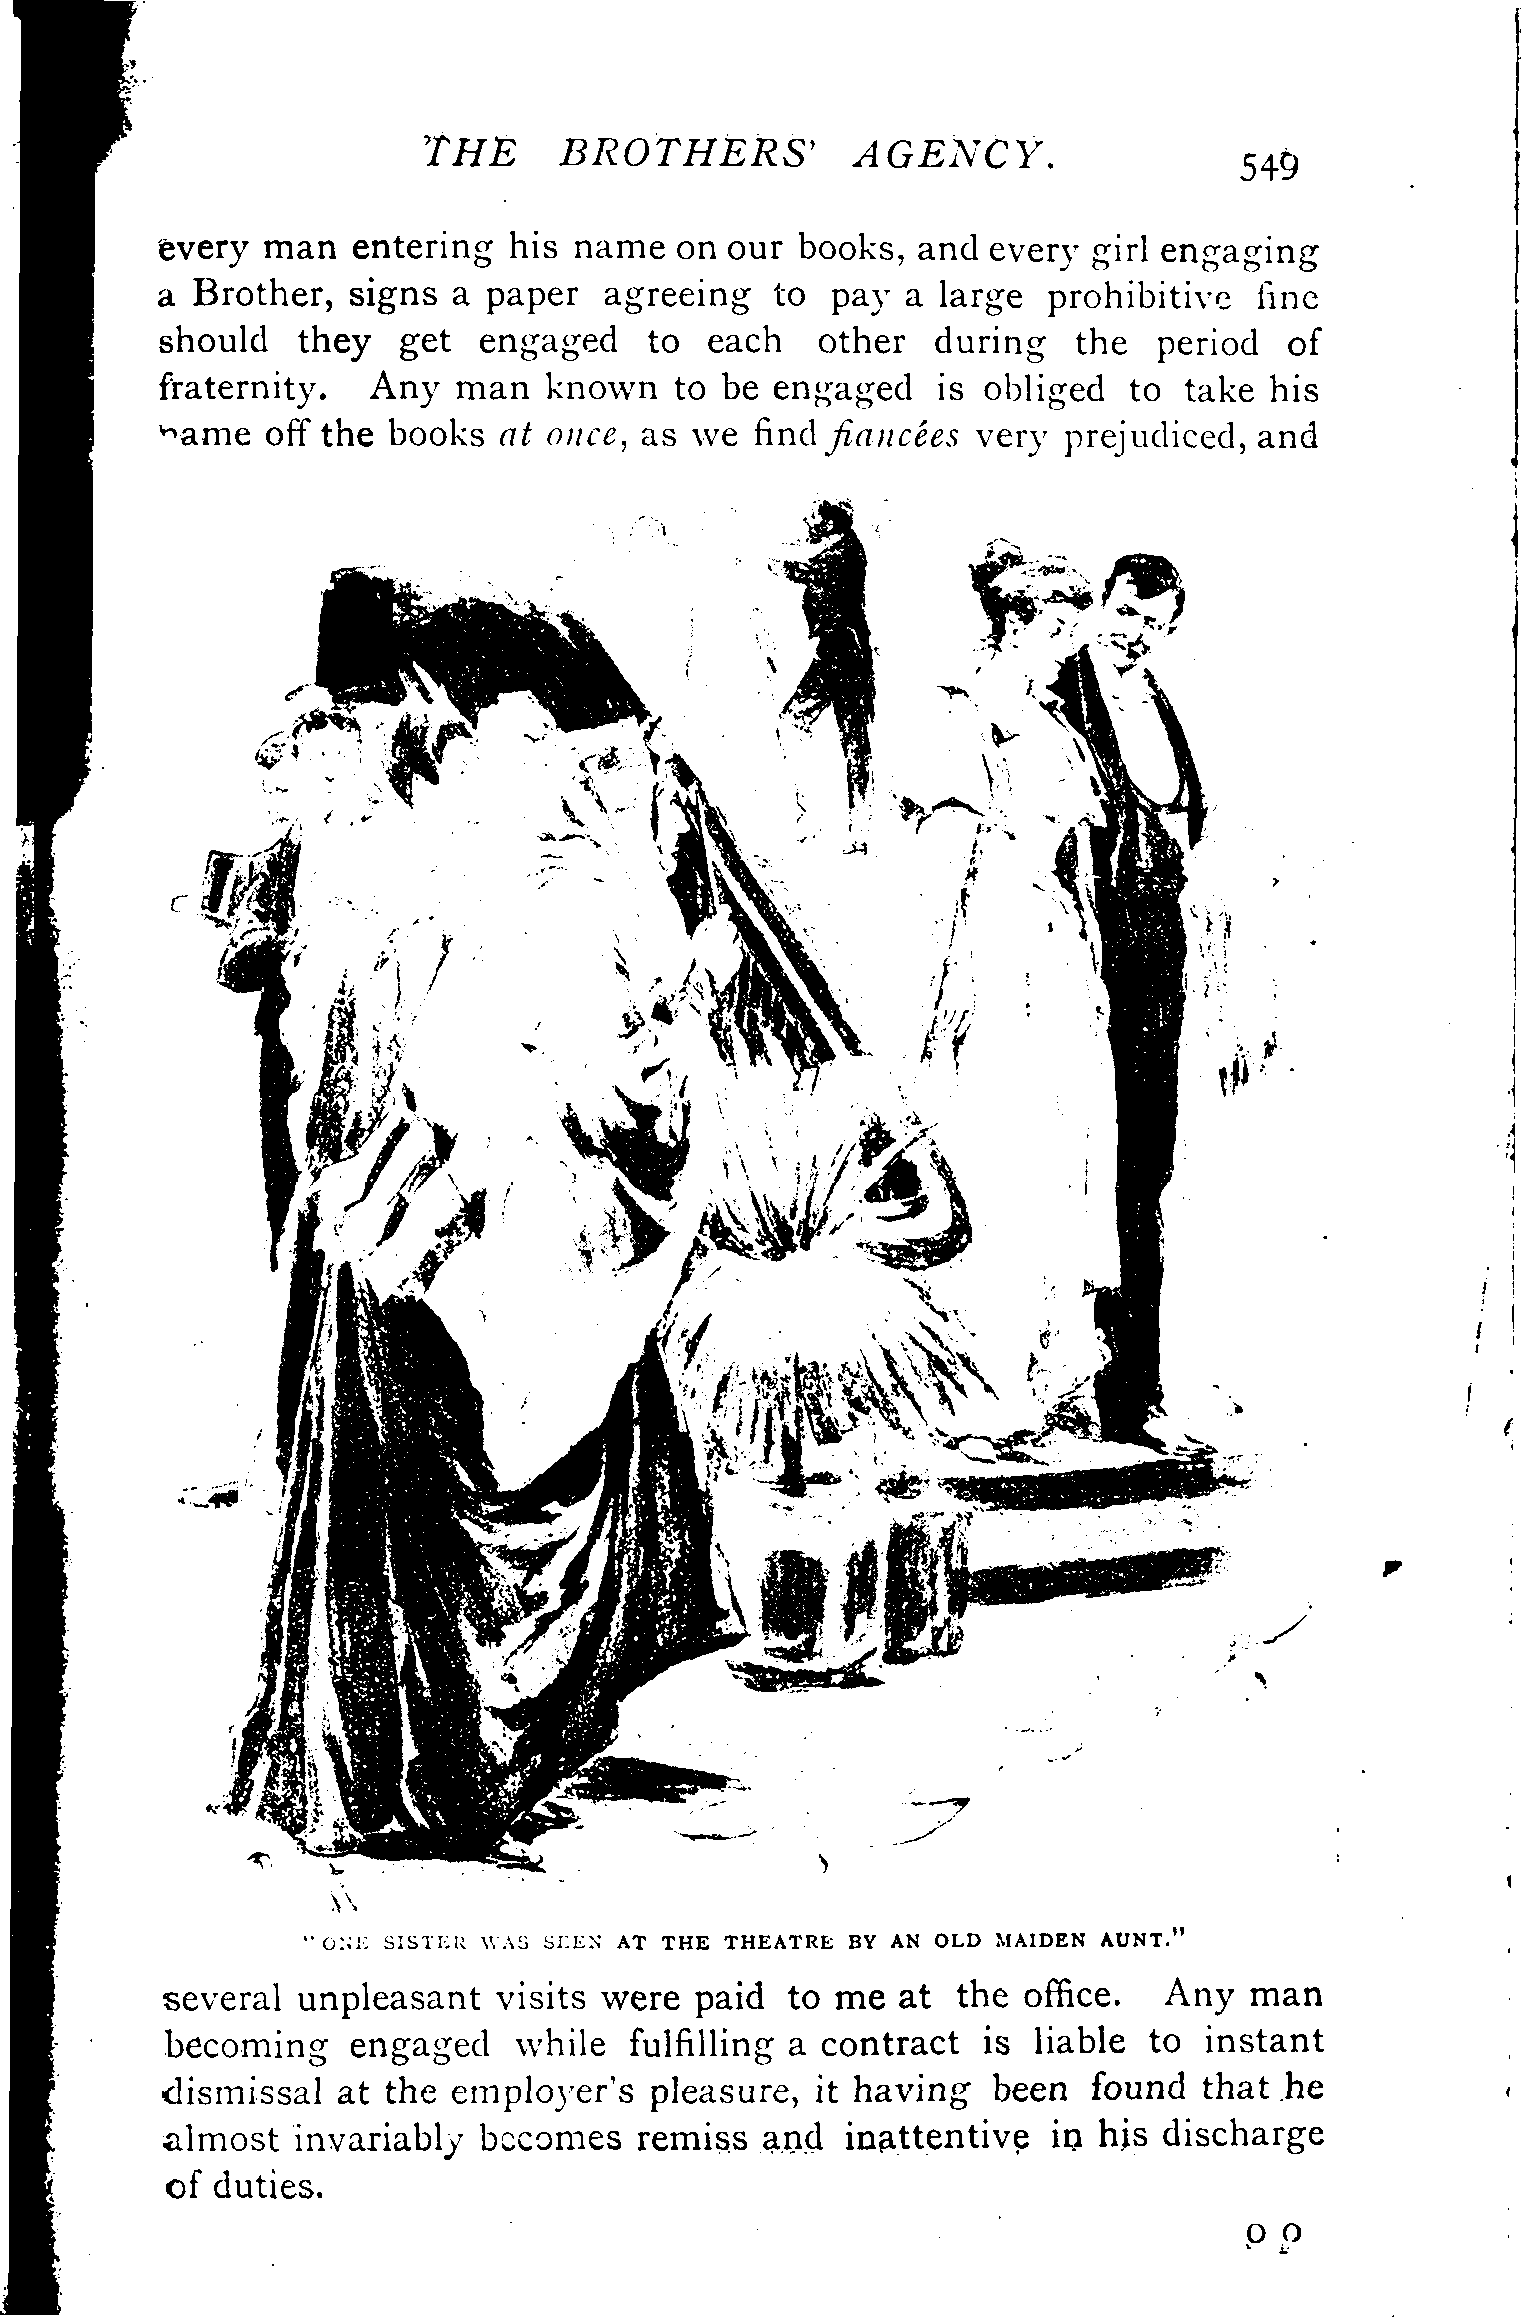 THE BROTHERS' AGENCY. 549
every man entering his name on our books, and every girl engaging
a Brother, signs a paper agreeing to pay a large prohibitive fine
should they get engaged to each other during the period of
fraternity. Any man known to be engaged is obliged to take his
name off the books at once, as we find fiancées very prejudiced, and
"ONE SISTER WAS SEEN AT THE THEATRE BY AN OLD MAIDEN AUNT."
several unpleasant visits were paid to me at the office. Any man
becoming engaged while fulfilling a contract is liable to instant
dismissal at the employer's pleasure, it having been found that he
almost invariably becomes remiss and inattentive in his discharge
of duties.